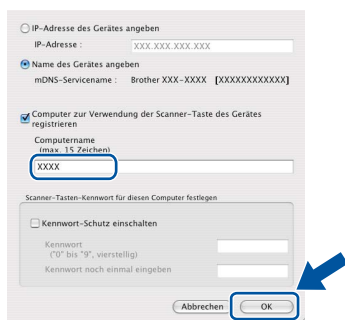 IP-Adresse des Gerätes angeben
IP-Adresse : XXX.XXX.XXX.XXX
Name des Gerätes angeben
mDNS-Servicename : Brother XXX-XXXX [XXXXXXXXXXXX]
Computer zur Verwendung der Scanner-Taste des Gerätes
registrieren
Computername
(max. 15 Zeichen)
XXXX
Scanner-Tasten-Kennwort für diesen Computer festlegen
Kennwort-Schutz einschalten
Kennwort
("0" bis "9", vierstellig)
Kennwort noch einmal eingeben
Abbrechen OK